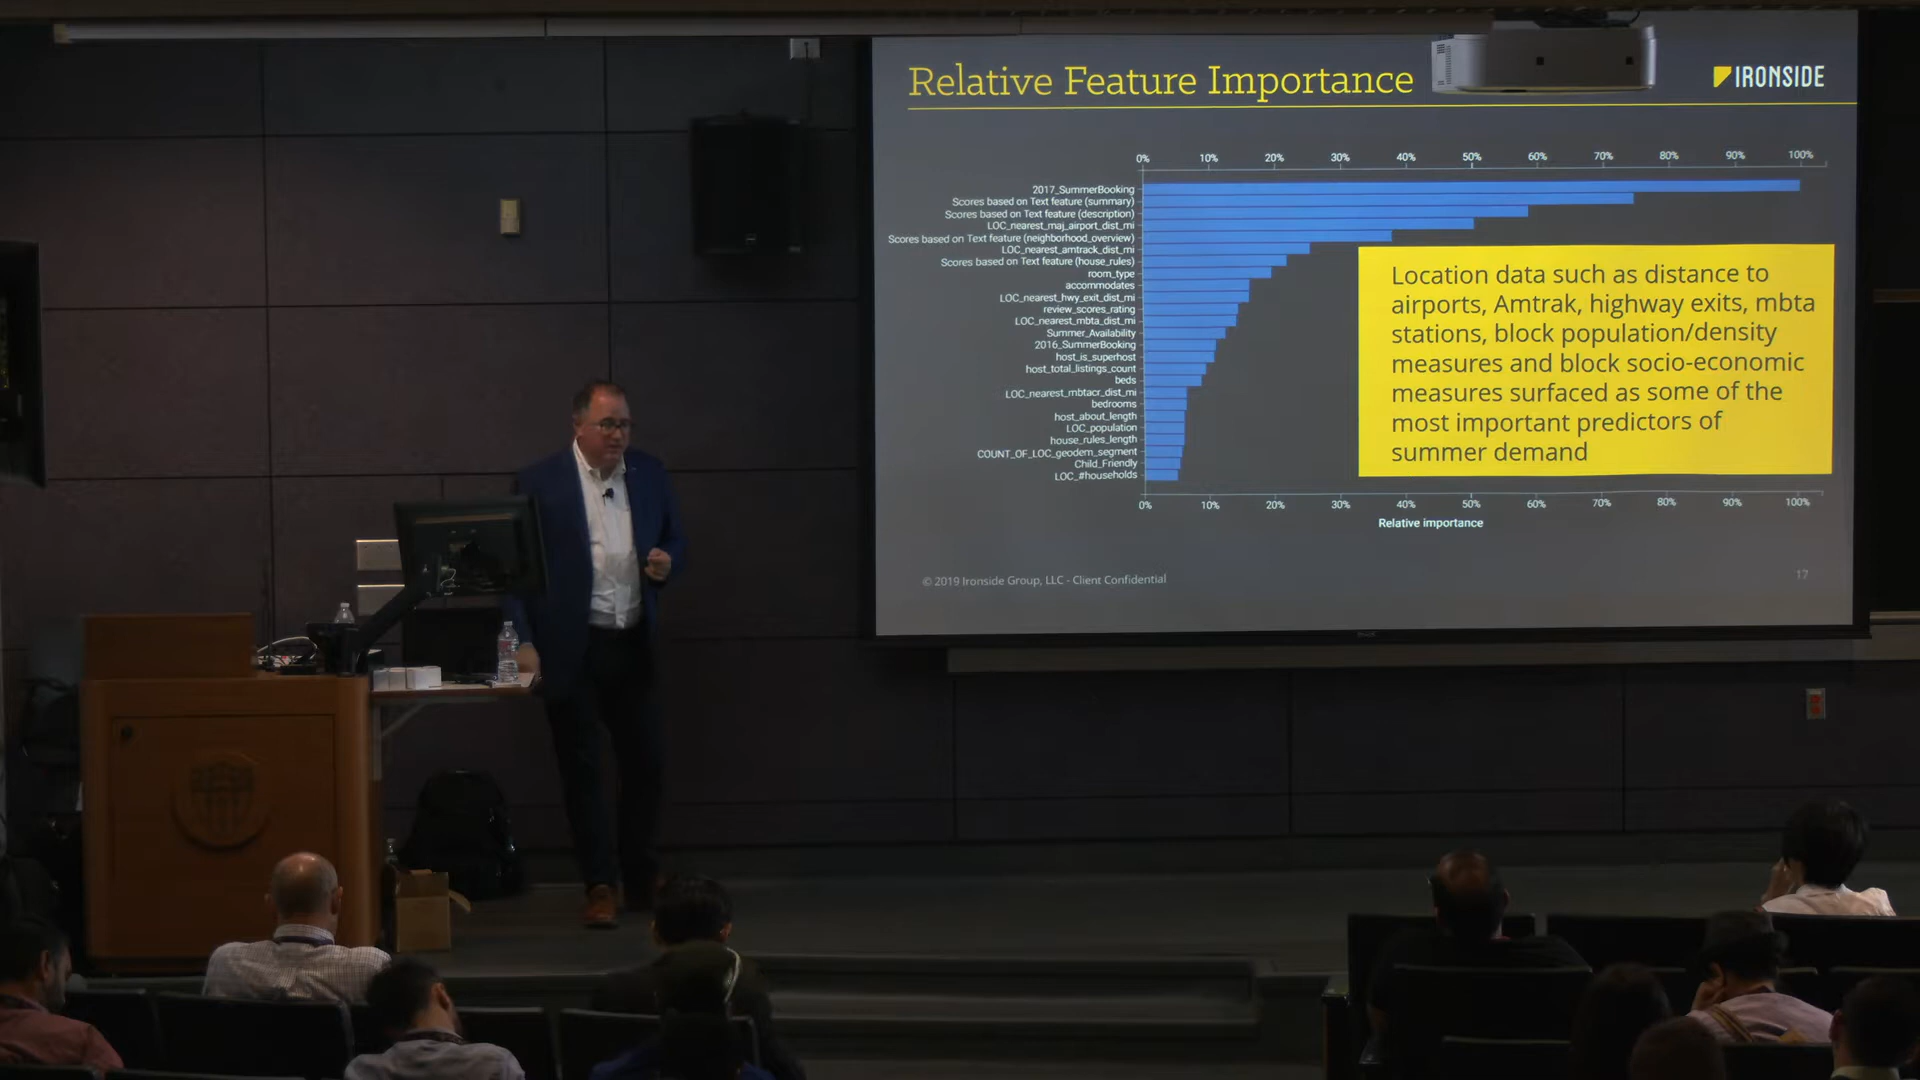 Relative Feature Importance
IRONSIDE
0% 10% 20% 30% 40% 50% 60% 70% 80% 90% 100%
2017_SummerBooking
Scores based on Text feature (summary)
Scores based on Text feature (description)
LOC_nearest_maj_airport_dist_mi
Scores based on Text feature (neighborhood_overview)
LOC_nearest_amtrack_dist_mi
Scores based on Text feature (house_rules)
room_type
accommodates
LOC_nearest_hwy_exit_dist_mi
review_scores_rating
LOC_nearest_mbta_dist_mi
Summer_Availability
2016_SummerBooking
host_is_superhost
host_total_listings_count
beds
LOC_nearest_mbtacr_dist_mi
bedrooms
host_about_length
LOC_population
house_rules_length
COUNT_OF_LOC_geodem_segment
Child_Friendly
LOC_#households
0% 10% 20% 30% 40% 50% 60% 70% 80% 90% 100%
Relative importance
Location data such as distance to
airports, Amtrak, highway exits, mbta
stations, block population/density
measures and block socio-economic
measures surfaced as some of the
most important predictors of
summer demand
© 2019 Ironside Group, LLC - Client Confidential
17